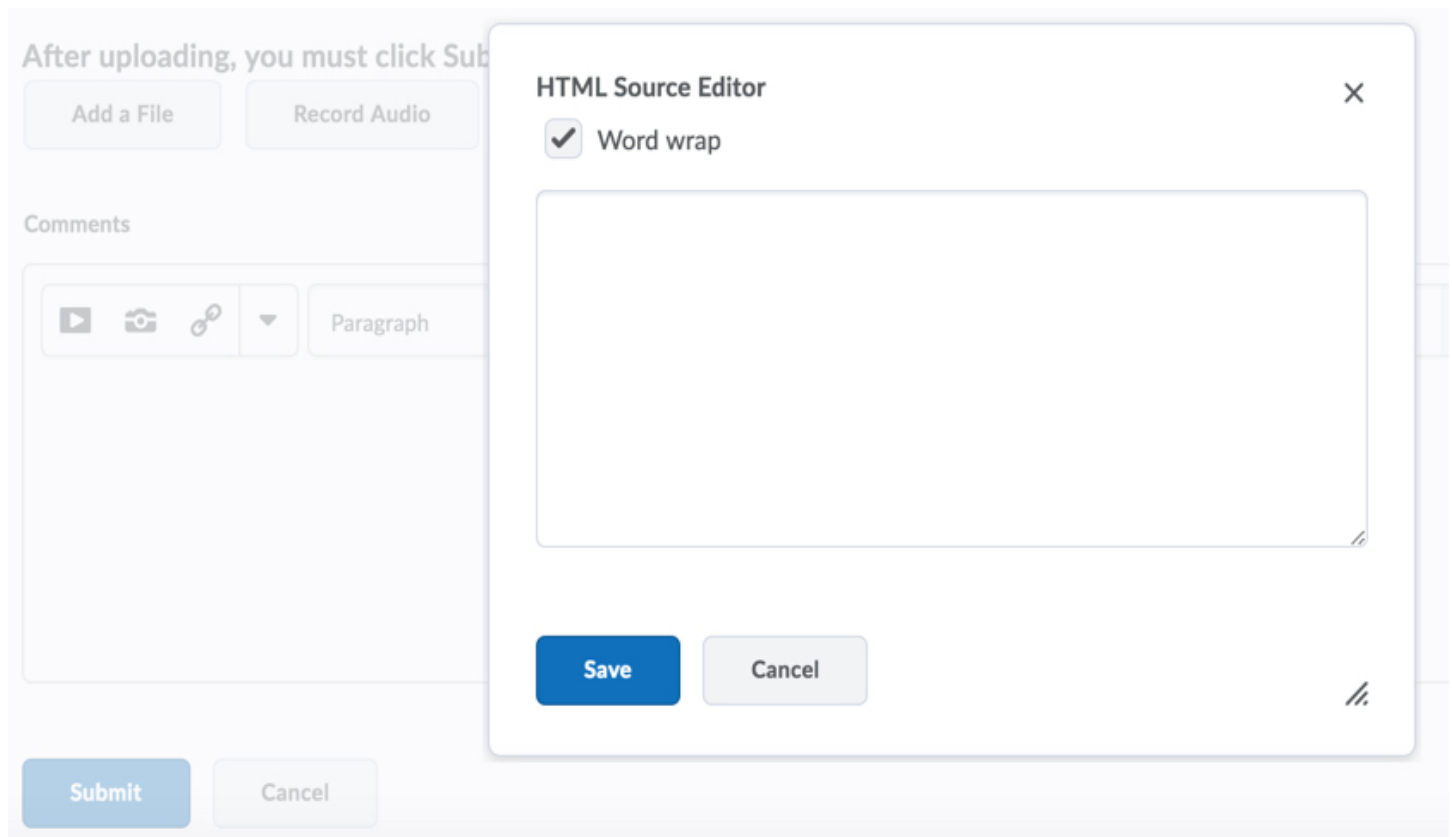 After uploading, you must click Sub
Add a File
Record Audio
Comments
Paragraph
Submit
Cancel
HTML Source Editor
Word wrap
Save
Cancel